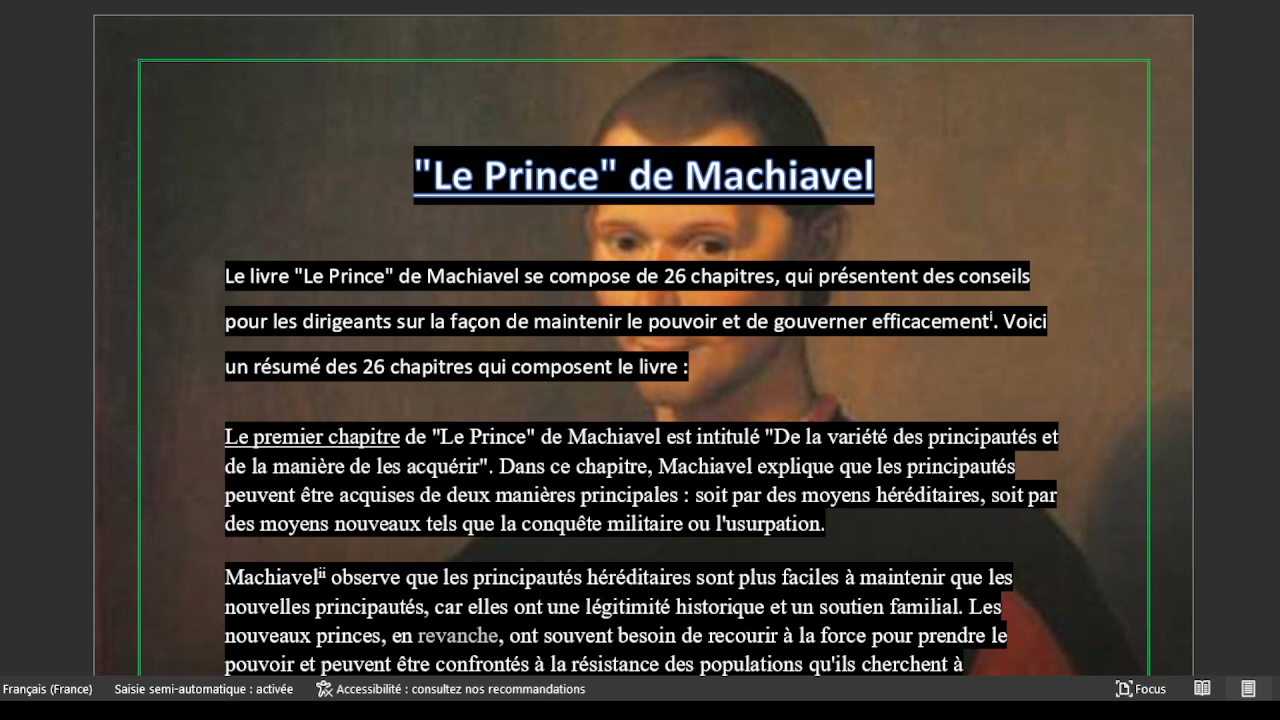 "Le Prince" de Machiavel
Le livre "Le Prince" de Machiavel se compose de 26 chapitres, qui présentent des conseils
pour les dirigeants sur la façon de maintenir le pouvoir et de gouverner efficacementⁱ. Voici
un résumé des 26 chapitres qui composent le livre :
Le premier chapitre de "Le Prince" de Machiavel est intitulé "De la variété des principautés et
de la manière de les acquérir". Dans ce chapitre, Machiavel explique que les principautés
peuvent être acquises de deux manières principales : soit par des moyens héréditaires, soit par
des moyens nouveaux tels que la conquête militaire ou l'usurpation.
Machiavelⁱⁱ observe que les principautés héréditaires sont plus faciles à maintenir que les
nouvelles principautés, car elles ont une légitimité historique et un soutien familial. Les
nouveaux princes, en revanche, ont souvent besoin de recourir à la force pour prendre le
pouvoir et peuvent être confrontés à la résistance des populations qu'ils cherchent à
Français (France) Saisie semi-automatique : activée Accessibilité : consultez nos recommandations Focus